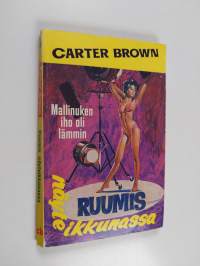 CARTER BROWN
Mallinuken
iho oli
lämmin
RUUMIS
näyteikkunassa